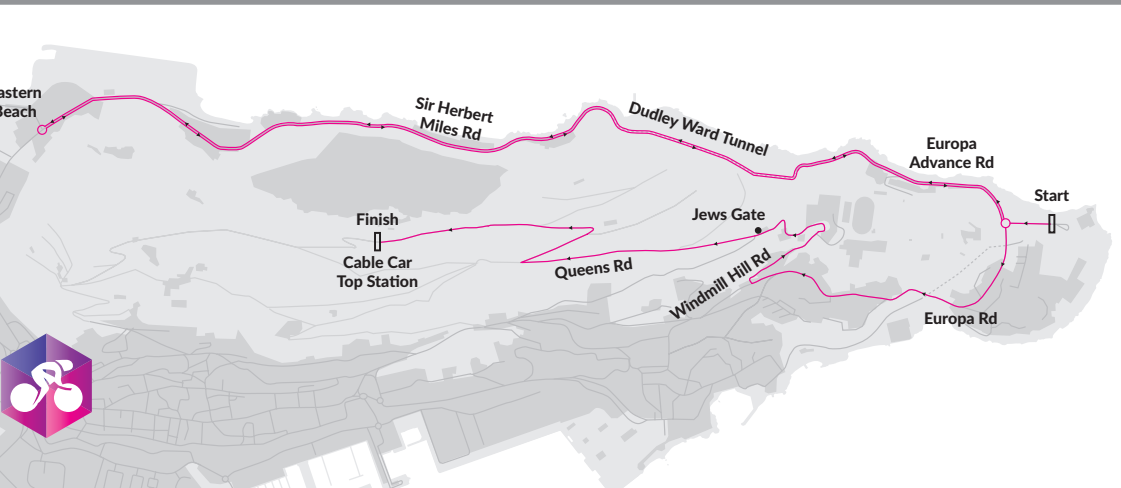 astern
Beach
Sir Herbert
Miles Rd
Dudley Ward Tunnel
Europa
Advance Rd
Start
Finish
Jews Gate
Cable Car
Top Station
Queens Rd
Windmill Hill Rd
Europa Rd